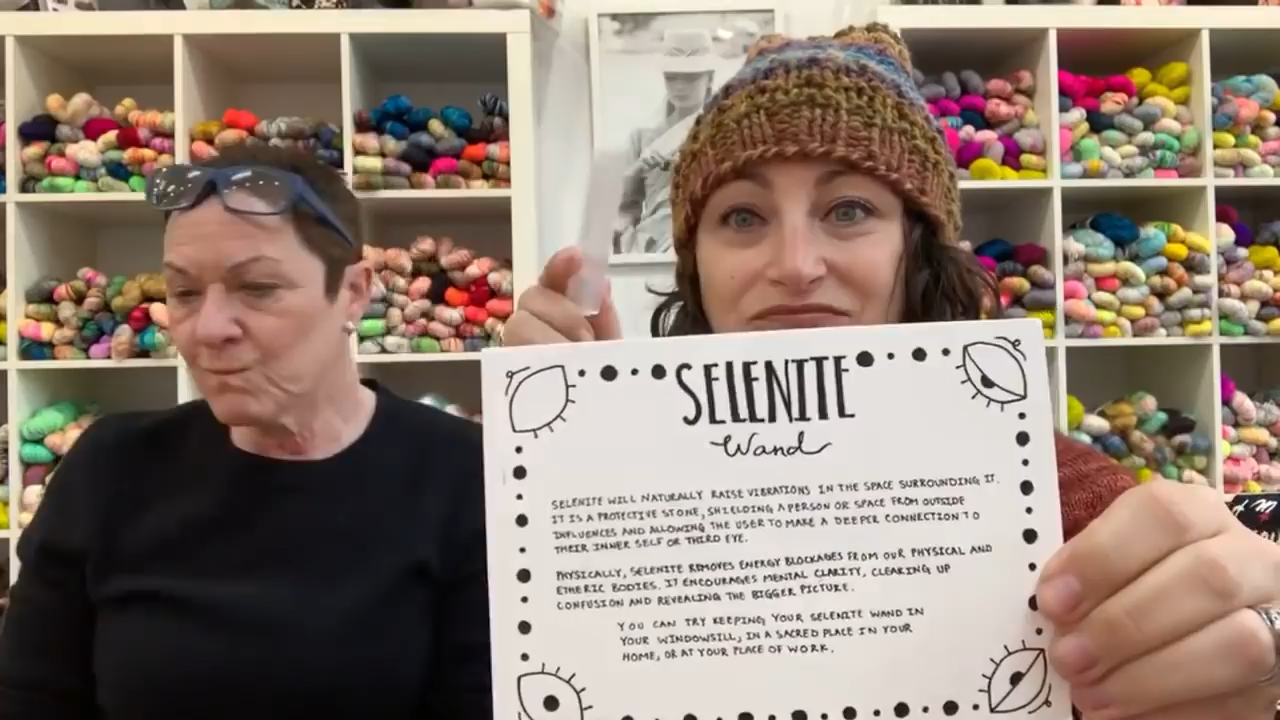 SELENITE
Wand
SELENITE WILL NATURALLY RAISE VIBRATIONS IN THE SPACE SURROUNDING IT.
IT IS A PROTECTIVE STONE, SHIELDING A PERSON OR SPACE FROM OUTSIDE
INFLUENCES AND ALLOWING THE USER TO MAKE A DEEPER CONNECTION TO
THEIR INNER SELF OR THIRD EYE.
PHYSICALLY, SELENITE REMOVES ENERGY BLOCKAGES FROM OUR PHYSICAL AND
ETHERIC BODIES. IT ENCOURAGES MENTAL CLARITY, CLEARING UP
CONFUSION AND REVEALING THE BIGGER PICTURE.
YOU CAN TRY KEEPING YOUR SELENITE WAND IN
YOUR WINDOWSILL, IN A SACRED PLACE IN YOUR
HOME, OR AT YOUR PLACE OF WORK.